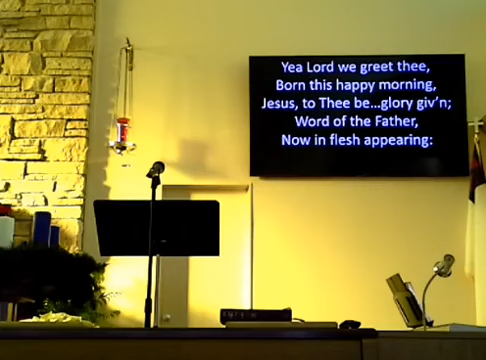 Yea Lord we greet thee,
Born this happy morning,
Jesus, to Thee be...glory giv'n;
Word of the Father,
Now in flesh appearing: